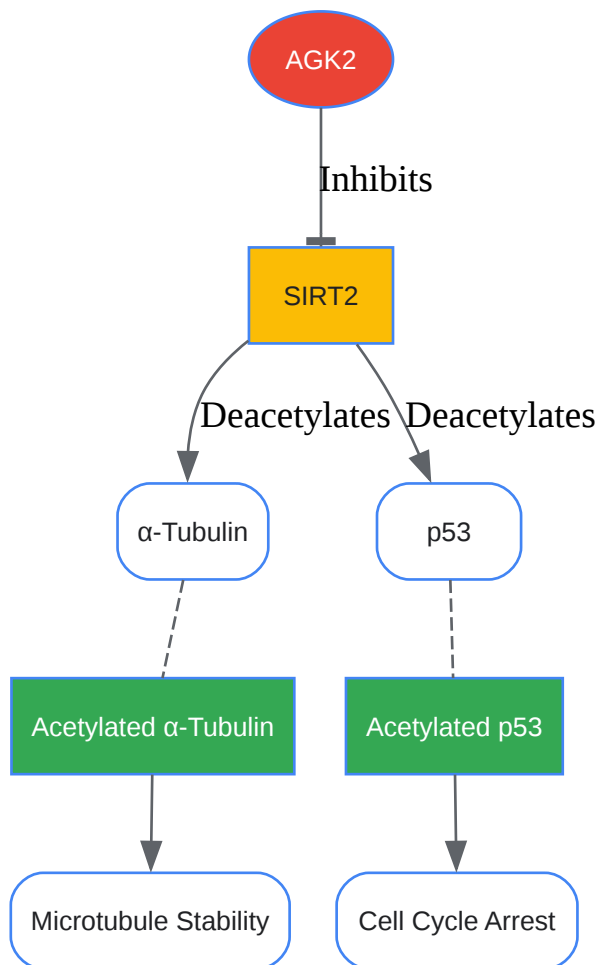 AGK2
Inhibits
SIRT2
Deacetylates
Deacetylates
α-Tubulin
p53
Acetylated α-Tubulin
Acetylated p53
Microtubule Stability
Cell Cycle Arrest